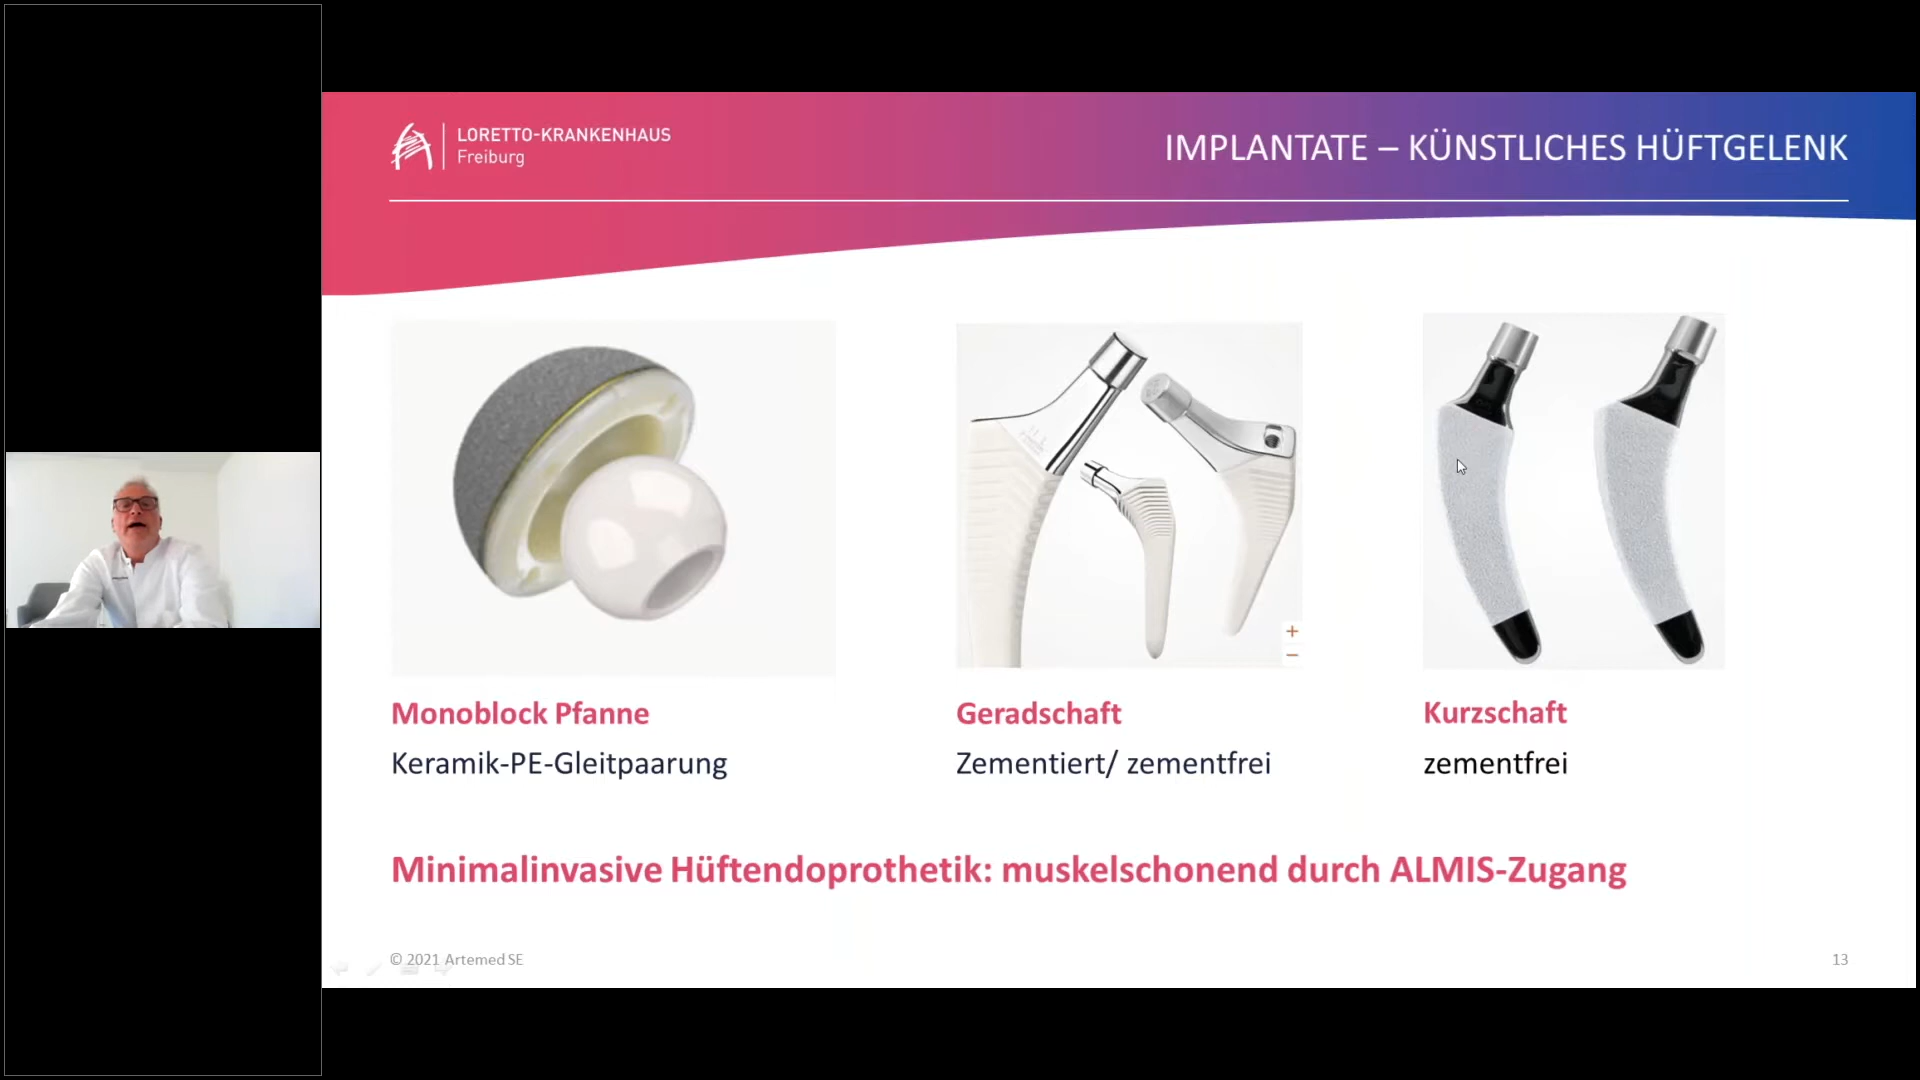 LORETTO-KRANKENHAUS
Freiburg
IMPLANTATE – KÜNSTLICHES HÜFTGELENK
Monoblock Pfanne
Keramik-PE-Gleitpaarung
Geradschaft
Zementiert/ zementfrei
Kurzschaft
zementfrei
Minimalinvasive Hüftendoprothetik: muskelschonend durch ALMIS-Zugang
© 2021 Artemed SE
13